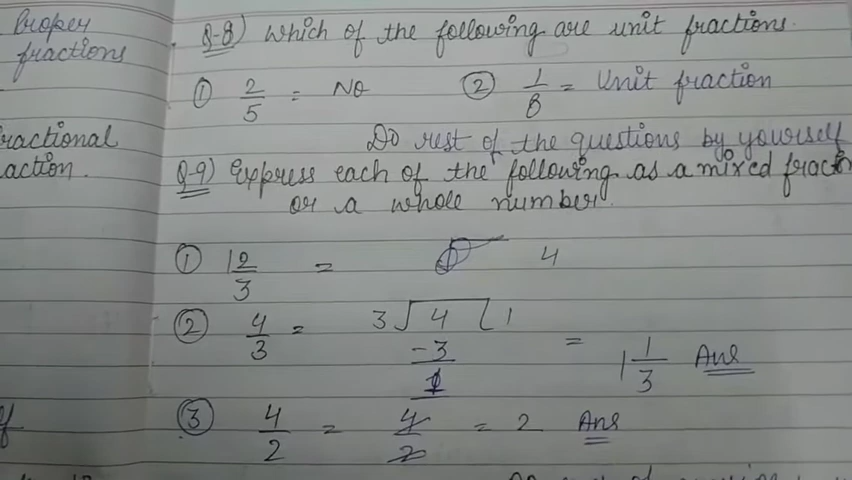 Proper
fractions
Q-8) Which of the following are unit fractions.
① 2/5 = NO ② 1/8 = Unit fraction
Do rest of the questions by yourself
ractional
action.
Q-9) Express each of the following as a mixed fract
or a whole number.
① 12/3 = 4
② 4/3 = 3√4 1
-3
1
= 1 1/3 Ans
③ 4/2 = 4/2 = 2 Ans